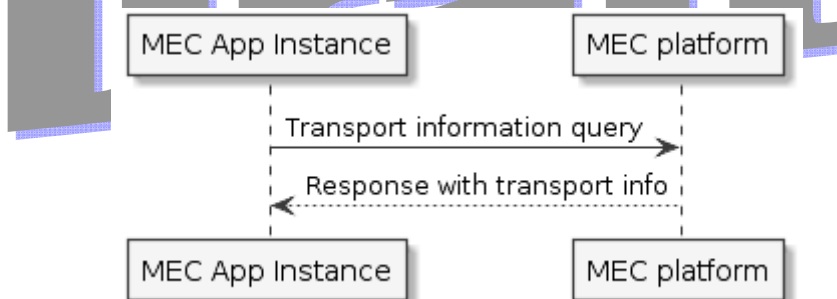 MEC App Instance
MEC platform
Transport information query
Response with transport info
MEC App Instance
MEC platform